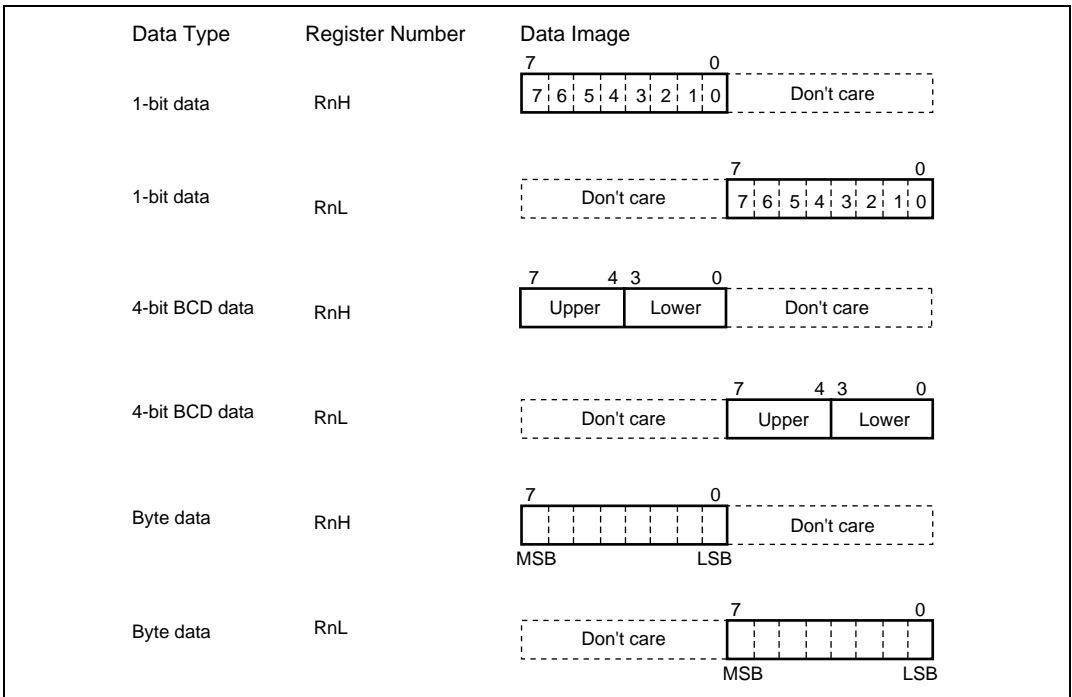 Data Type Register Number Data Image
7 0
1-bit data RnH 7 6 5 4 3 2 1 0 Don't care
7 0
1-bit data RnL Don't care 7 6 5 4 3 2 1 0
7 4 3 0
4-bit BCD data RnH Upper Lower Don't care
7 4 3 0
4-bit BCD data RnL Don't care Upper Lower
7 0
Byte data RnH Don't care
MSB LSB
7 0
Byte data RnL Don't care
MSB LSB